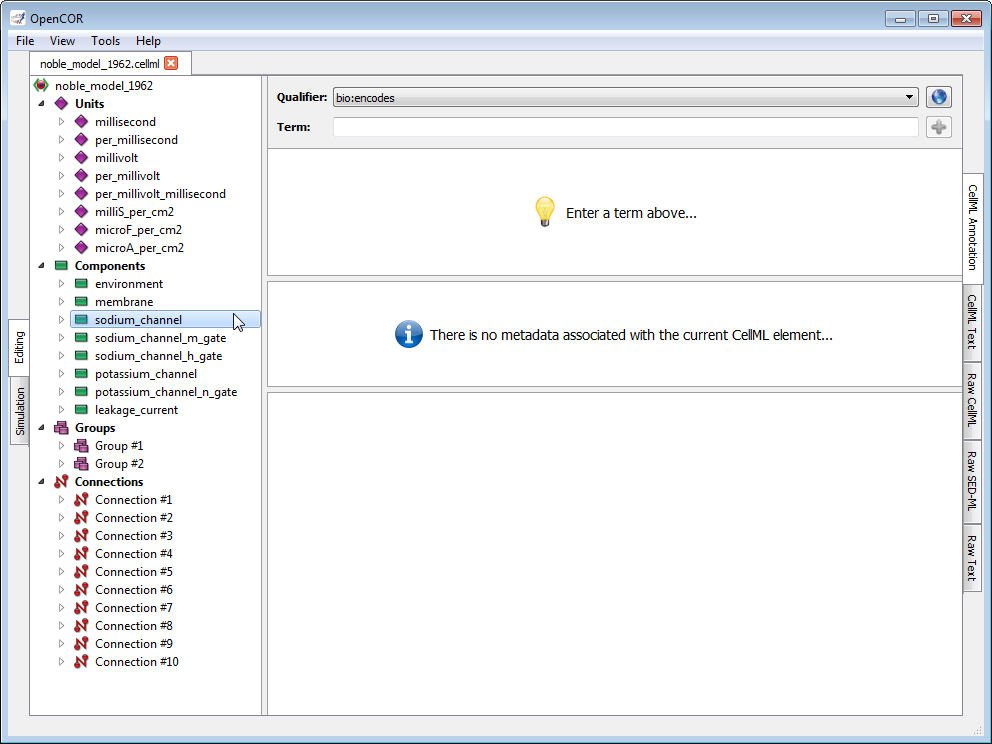 OpenCOR
File View Tools Help
noble_model_1962.cellml
noble_model_1962
Units
millisecond
per_millisecond
millivolt
per_millivolt
per_millivolt_millisecond
milliS_per_cm2
microF_per_cm2
microA_per_cm2
Components
environment
membrane
sodium_channel
sodium_channel_m_gate
sodium_channel_h_gate
potassium_channel
potassium_channel_n_gate
leakage_current
Groups
Group #1
Group #2
Connections
Connection #1
Connection #2
Connection #3
Connection #4
Connection #5
Connection #6
Connection #7
Connection #8
Connection #9
Connection #10
Editing
Simulation
Qualifier: bio:encodes
Term:
Enter a term above...
There is no metadata associated with the current CellML element...
CellML Annotation
CellML Text
Raw CellML
Raw SED-ML
Raw Text